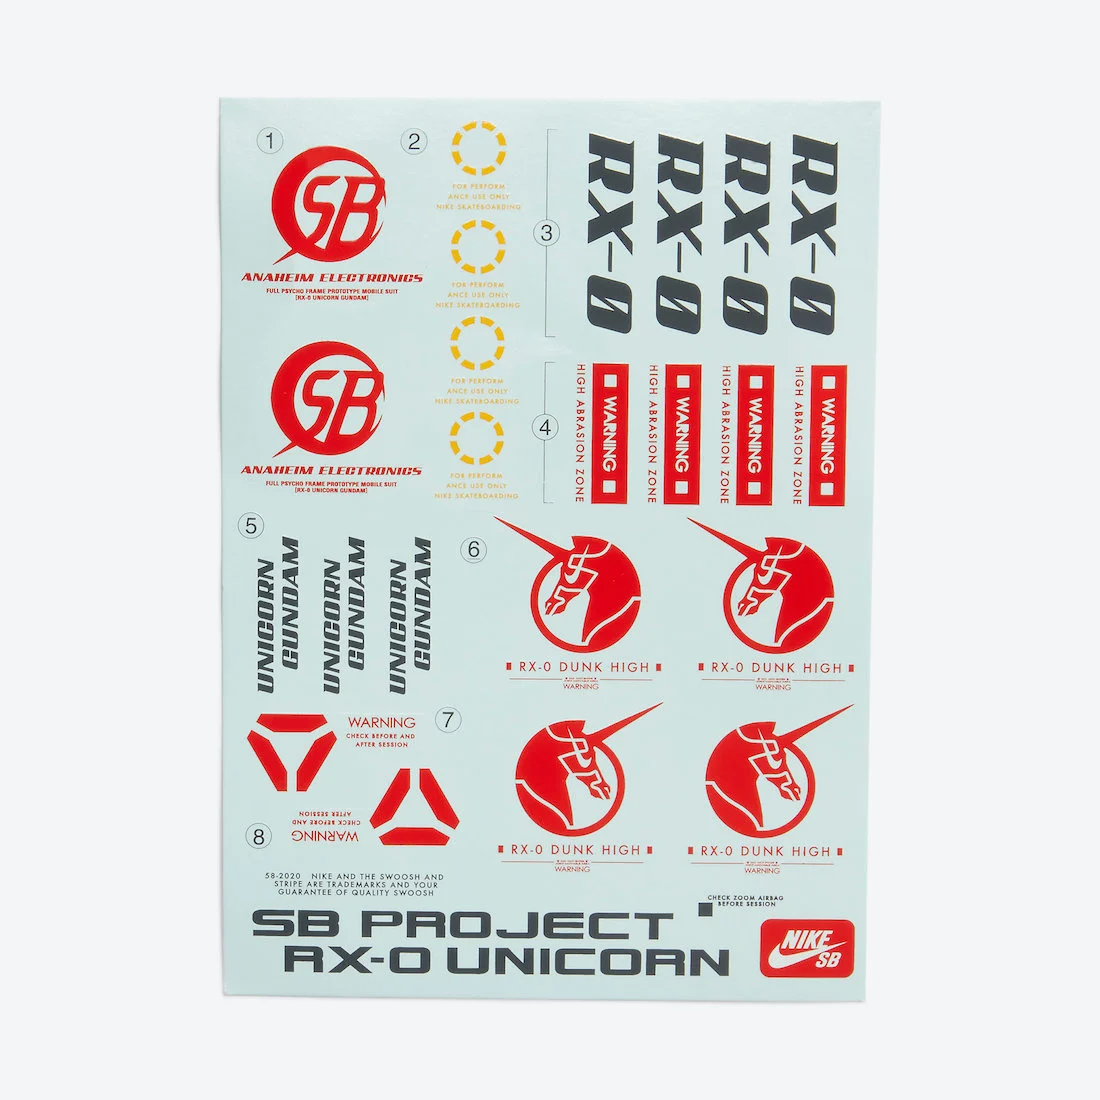 1
SB
ANAHEIM ELECTRONICS
FULL PSYCHO FRAME PROTOTYPE MOBILE SUIT
[RX-0 UNICORN GUNDAM]
SB
ANAHEIM ELECTRONICS
FULL PSYCHO FRAME PROTOTYPE MOBILE SUIT
[RX-0 UNICORN GUNDAM]
2
FOR PERFORM
ANCE USE ONLY
NIKE SKATEBOARDING
FOR PERFORM
ANCE USE ONLY
NIKE SKATEBOARDING
FOR PERFORM
ANCE USE ONLY
NIKE SKATEBOARDING
FOR PERFORM
ANCE USE ONLY
NIKE SKATEBOARDING
3
RX-0
RX-0
RX-0
RX-0
4
HIGH ABRASION ZONE
WARNING
HIGH ABRASION ZONE
WARNING
HIGH ABRASION ZONE
WARNING
HIGH ABRASION ZONE
WARNING
5
UNICORN
GUNDAM
UNICORN
GUNDAM
UNICORN
GUNDAM
6
RX-0 DUNK HIGH
WARNING
RX-0 DUNK HIGH
WARNING
RX-0 DUNK HIGH
WARNING
RX-0 DUNK HIGH
WARNING
7
WARNING
CHECK BEFORE AND
AFTER SESSION
8
WARNING
CHECK BEFORE AND
AFTER SESSION
58-2020 NIKE AND THE SWOOSH AND
STRIPE ARE TRADEMARKS AND YOUR
GUARANTEE OF QUALITY SWOOSH
CHECK ZOOM AIRBAG
BEFORE SESSION
SB PROJECT
RX-0 UNICORN
NIKE
SB